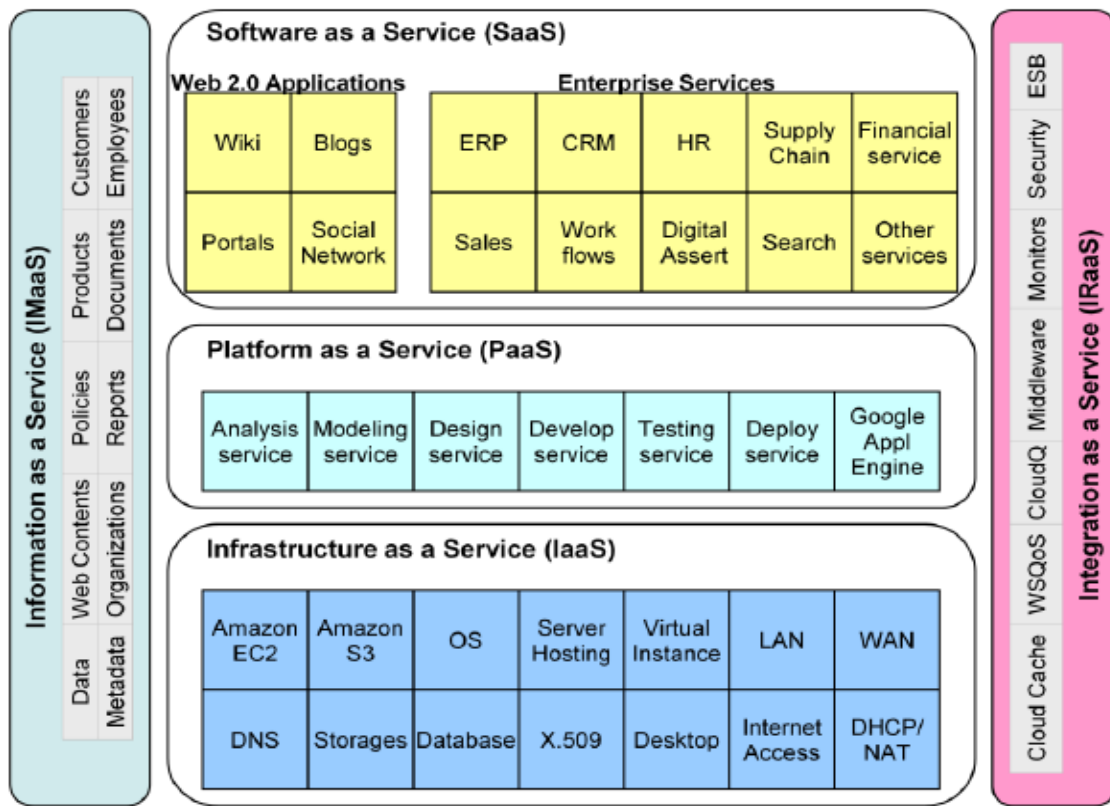 Information as a Service (IMaaS)
Customers
Employees
Products
Documents
Policies
Reports
Web Contents
Organizations
Data
Metadata
Software as a Service (SaaS)
Web 2.0 Applications
Wiki
Blogs
Portals
Social
Network
Enterprise Services
ERP
CRM
HR
Supply
Chain
Financial
service
Sales
Work
flows
Digital
Assert
Search
Other
services
Platform as a Service (PaaS)
Analysis
service
Modeling
service
Design
service
Develop
service
Testing
service
Deploy
service
Google
Appl
Engine
Infrastructure as a Service (IaaS)
Amazon
EC2
Amazon
S3
OS
Server
Hosting
Virtual
Instance
LAN
WAN
DNS
Storages
Database
X.509
Desktop
Internet
Access
DHCP/
NAT
ESB
Security
Monitors
Middleware
CloudQ
WSQoS
Cloud Cache
Integration as a Service (IRaaS)